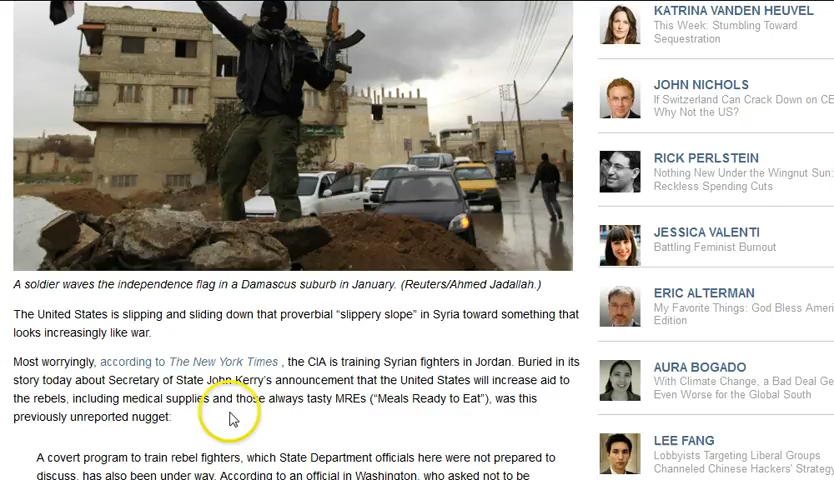 A soldier waves the independence flag in a Damascus suburb in January. (Reuters/Ahmed Jadallah.)
The United States is slipping and sliding down that proverbial “slippery slope” in Syria toward something that
looks increasingly like war.
Most worryingly, according to The New York Times , the CIA is training Syrian fighters in Jordan. Buried in its
story today about Secretary of State John Kerry’s announcement that the United States will increase aid to
the rebels, including medical supplies and those always tasty MREs (“Meals Ready to Eat”), was this
previously unreported nugget:
A covert program to train rebel fighters, which State Department officials here were not prepared to
discuss, has also been under way. According to an official in Washington, who asked not to be
KATRINA VANDEN HEUVEL
This Week: Stumbling Toward
Sequestration
JOHN NICHOLS
If Switzerland Can Crack Down on CE
Why Not the US?
RICK PERLSTEIN
Nothing New Under the Wingnut Sun:
Reckless Spending Cuts
JESSICA VALENTI
Battling Feminist Burnout
ERIC ALTERMAN
My Favorite Things: God Bless Ameri
Edition
AURA BOGADO
With Climate Change, a Bad Deal Ge
Even Worse for the Global South
LEE FANG
Lobbyists Targeting Liberal Groups
Channeled Chinese Hackers’ Strategy